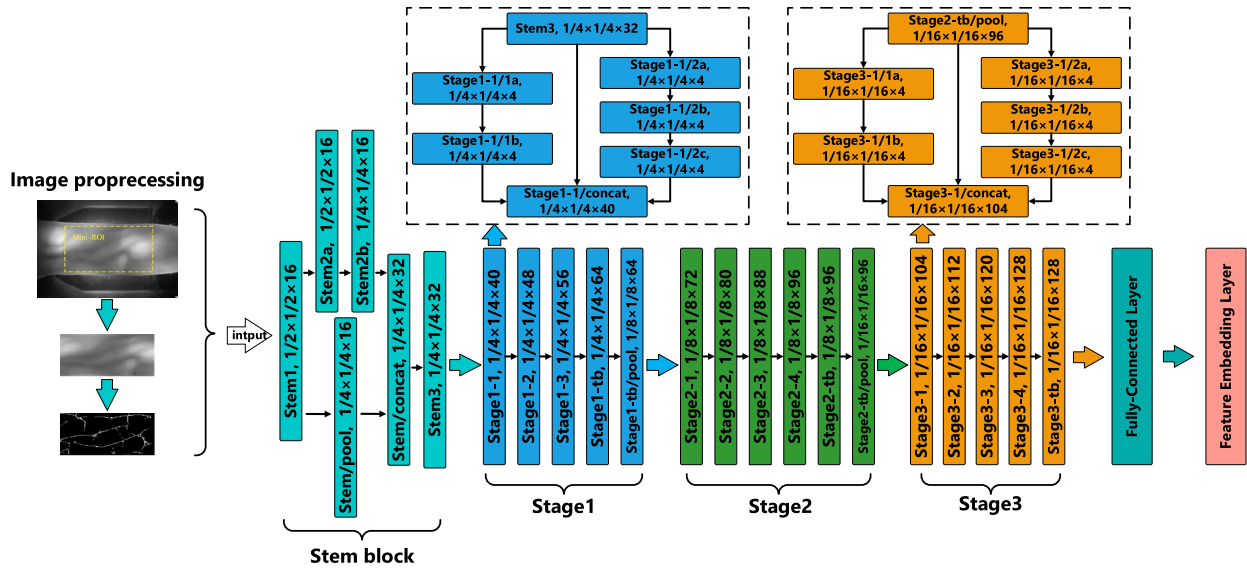 Image proprecessing
Mini-ROI
intput
Stem1, 1/2×1/2×16
Stem2a, 1/2×1/2×16
Stem2b, 1/4×1/4×16
Stem/pool, 1/4×1/4×16
Stem/concat, 1/4×1/4×32
Stem3, 1/4×1/4×32
Stem block
Stem3, 1/4×1/4×32
Stage1-1/1a,
1/4×1/4×4
Stage1-1/1b,
1/4×1/4×4
Stage1-1/2a,
1/4×1/4×4
Stage1-1/2b,
1/4×1/4×4
Stage1-1/2c,
1/4×1/4×4
Stage1-1/concat,
1/4×1/4×40
Stage1-1, 1/4×1/4×40
Stage1-2, 1/4×1/4×48
Stage1-3, 1/4×1/4×56
Stage1-tb, 1/4×1/4×64
Stage1-tb/pool, 1/8×1/8×64
Stage1
Stage2-1, 1/8×1/8×72
Stage2-2, 1/8×1/8×80
Stage2-3, 1/8×1/8×88
Stage2-4, 1/8×1/8×96
Stage2-tb, 1/8×1/8×96
Stage2-tb/pool, 1/16×1/16×96
Stage2
Stage2-tb/pool,
1/16×1/16×96
Stage3-1/1a,
1/16×1/16×4
Stage3-1/1b,
1/16×1/16×4
Stage3-1/2a,
1/16×1/16×4
Stage3-1/2b,
1/16×1/16×4
Stage3-1/2c,
1/16×1/16×4
Stage3-1/concat,
1/16×1/16×104
Stage3-1, 1/16×1/16×104
Stage3-2, 1/16×1/16×112
Stage3-3, 1/16×1/16×120
Stage3-4, 1/16×1/16×128
Stage3-tb, 1/16×1/16×128
Stage3
Fully-Connected Layer
Feature Embedding Layer